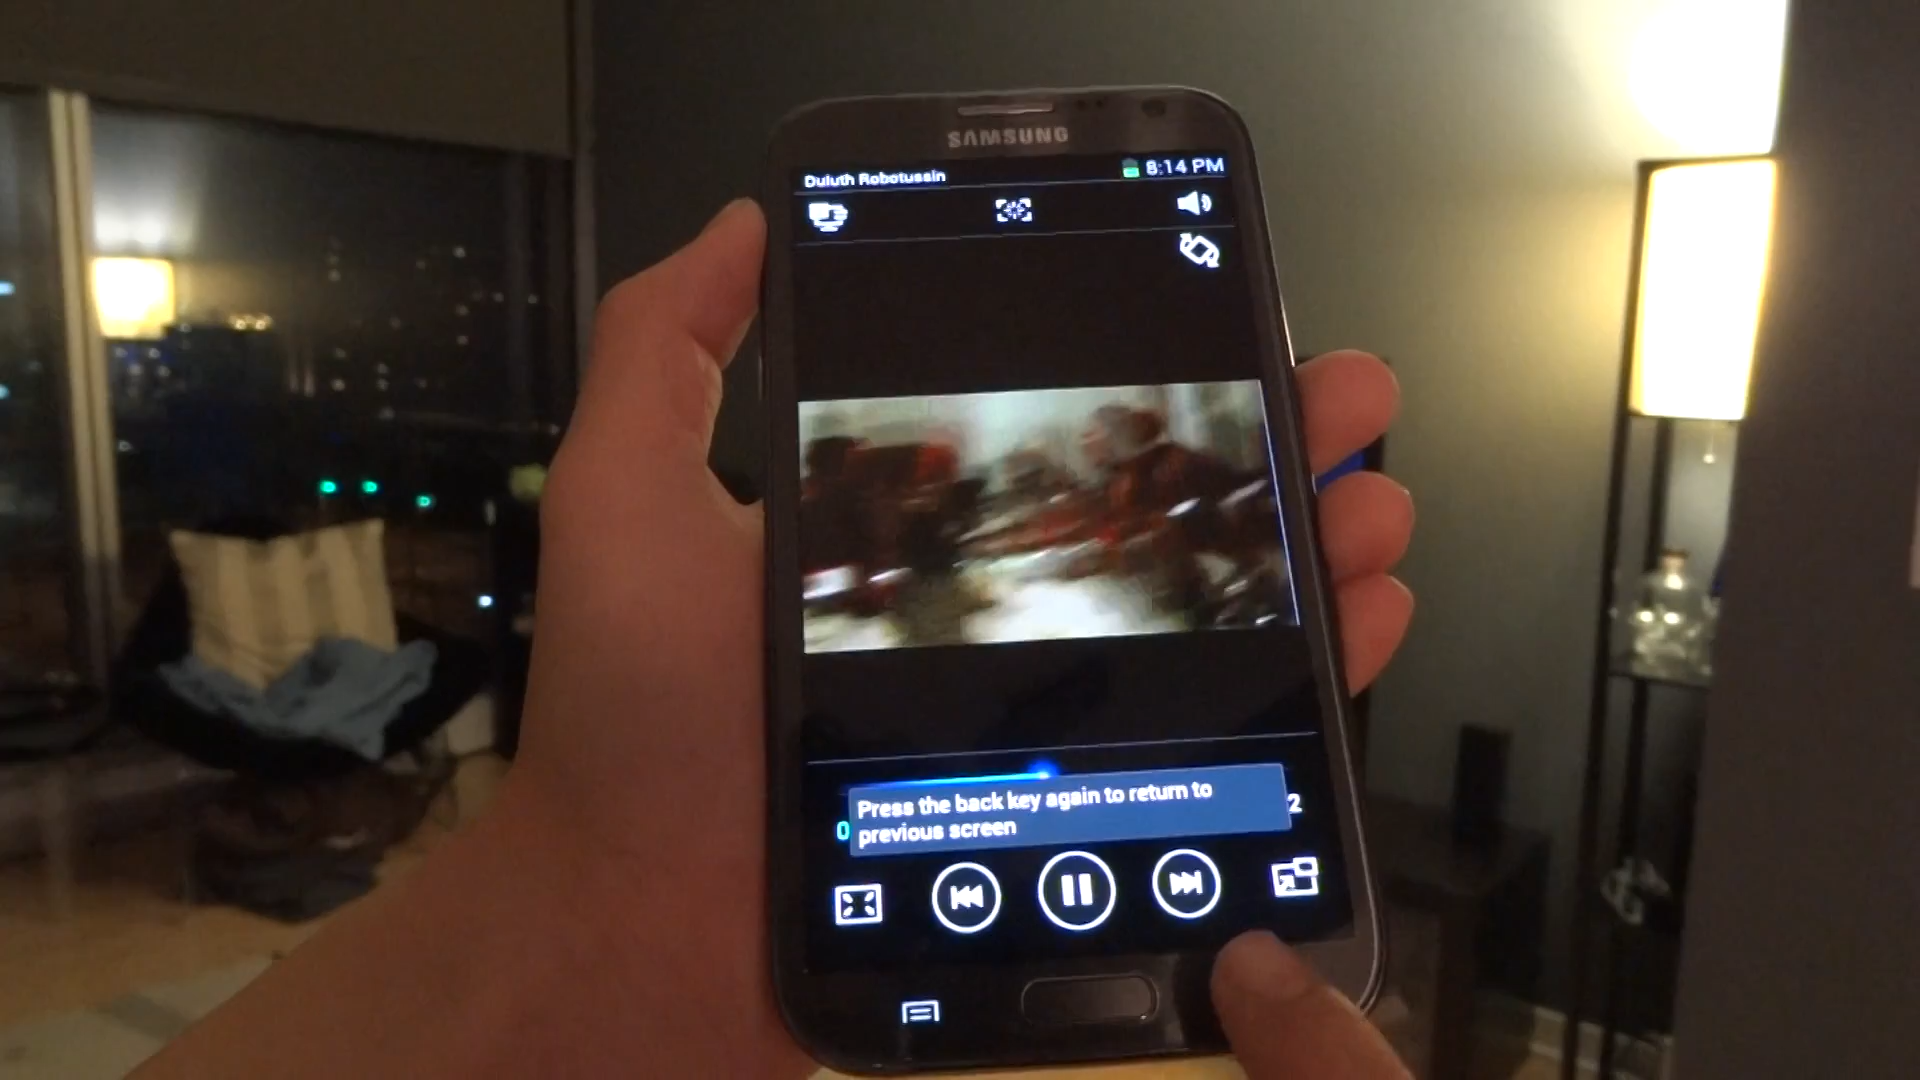 SAMSUNG
Duluth Robotussin
8:14 PM
Press the back key again to return to
previous screen
0
2